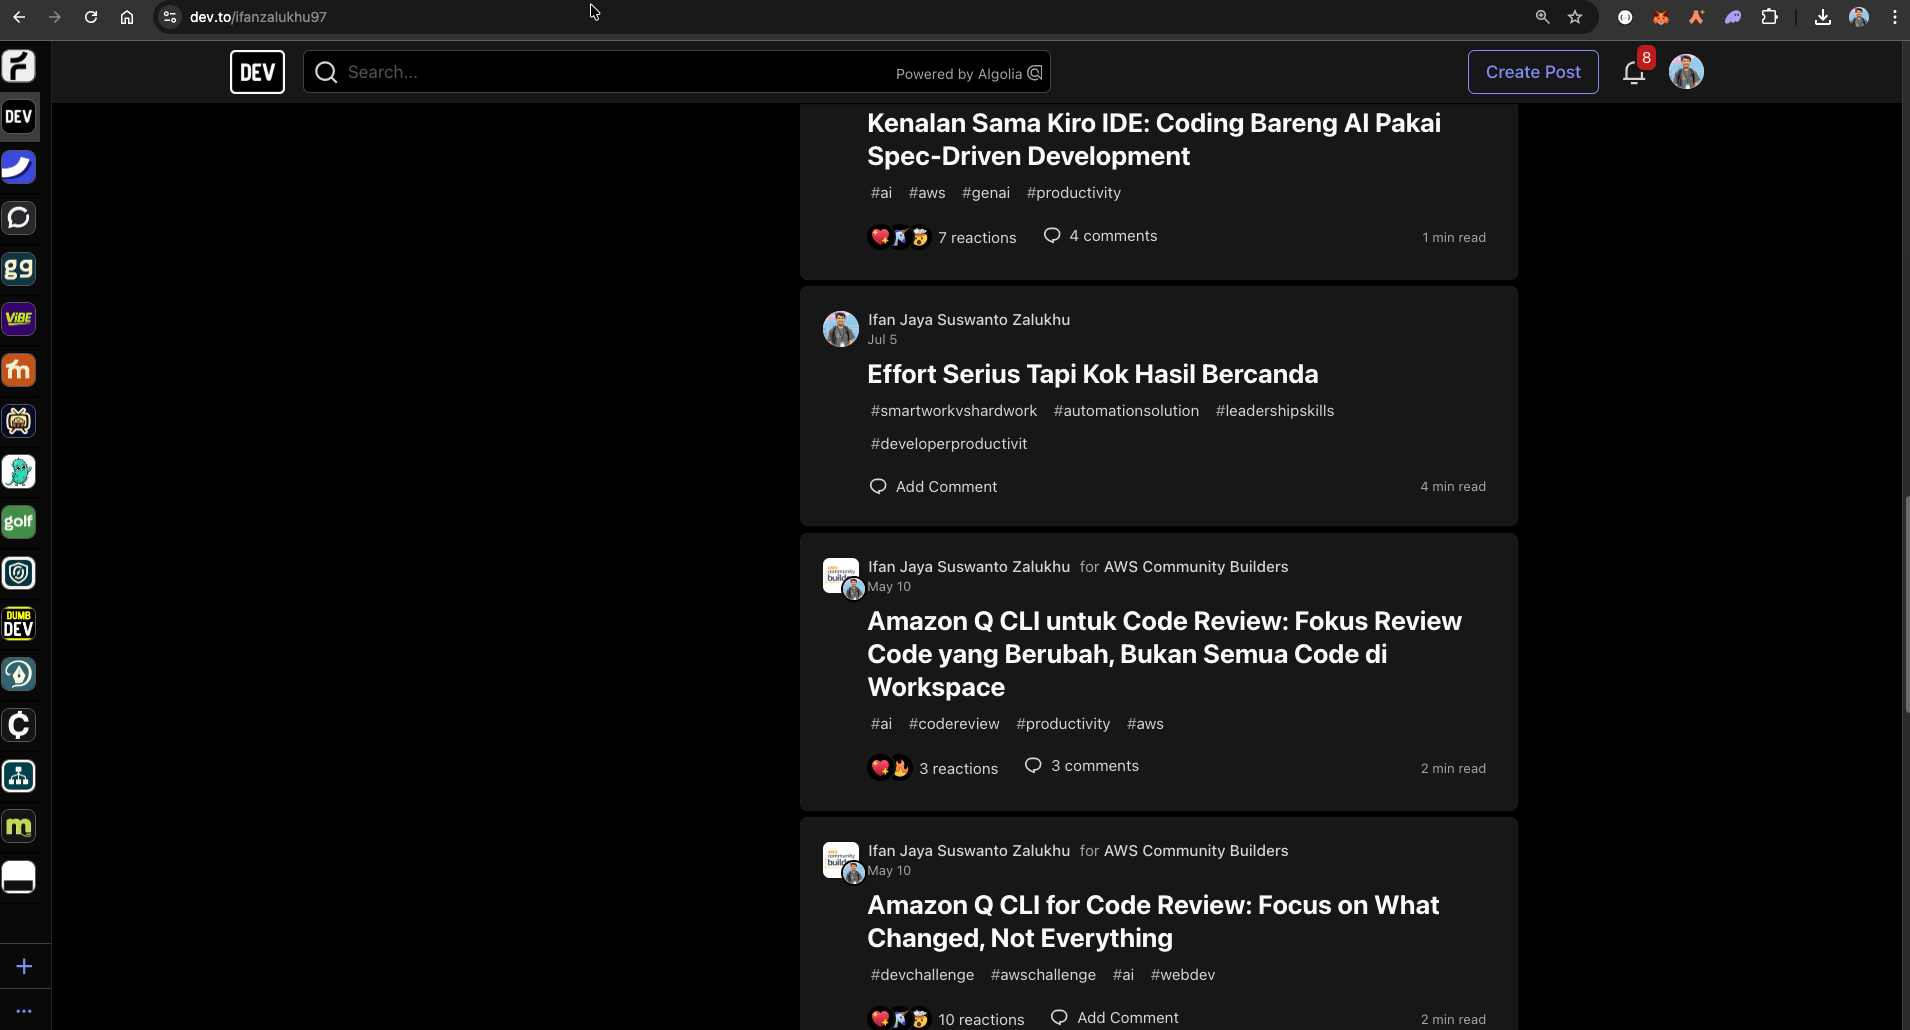 dev.to/ifanzalukhu97
DEV
Search...
Powered by Algolia
Create Post
8
DEV
gg
ViBE
m
golf
DUMB
DEV
m
Kenalan Sama Kiro IDE: Coding Bareng AI Pakai
Spec-Driven Development
#ai #aws #genai #productivity
7 reactions 4 comments 1 min read
Ifan Jaya Suswanto Zalukhu
Jul 5
Effort Serius Tapi Kok Hasil Bercanda
#smartworkvshardwork #automationsolution #leadershipskills
#developerproductivit
Add Comment 4 min read
community
Ifan Jaya Suswanto Zalukhu for AWS Community Builders
May 10
Amazon Q CLI untuk Code Review: Fokus Review
Code yang Berubah, Bukan Semua Code di
Workspace
#ai #codereview #productivity #aws
3 reactions 3 comments 2 min read
community
Ifan Jaya Suswanto Zalukhu for AWS Community Builders
May 10
Amazon Q CLI for Code Review: Focus on What
Changed, Not Everything
#devchallenge #awschallenge #ai #webdev
10 reactions Add Comment 2 min read